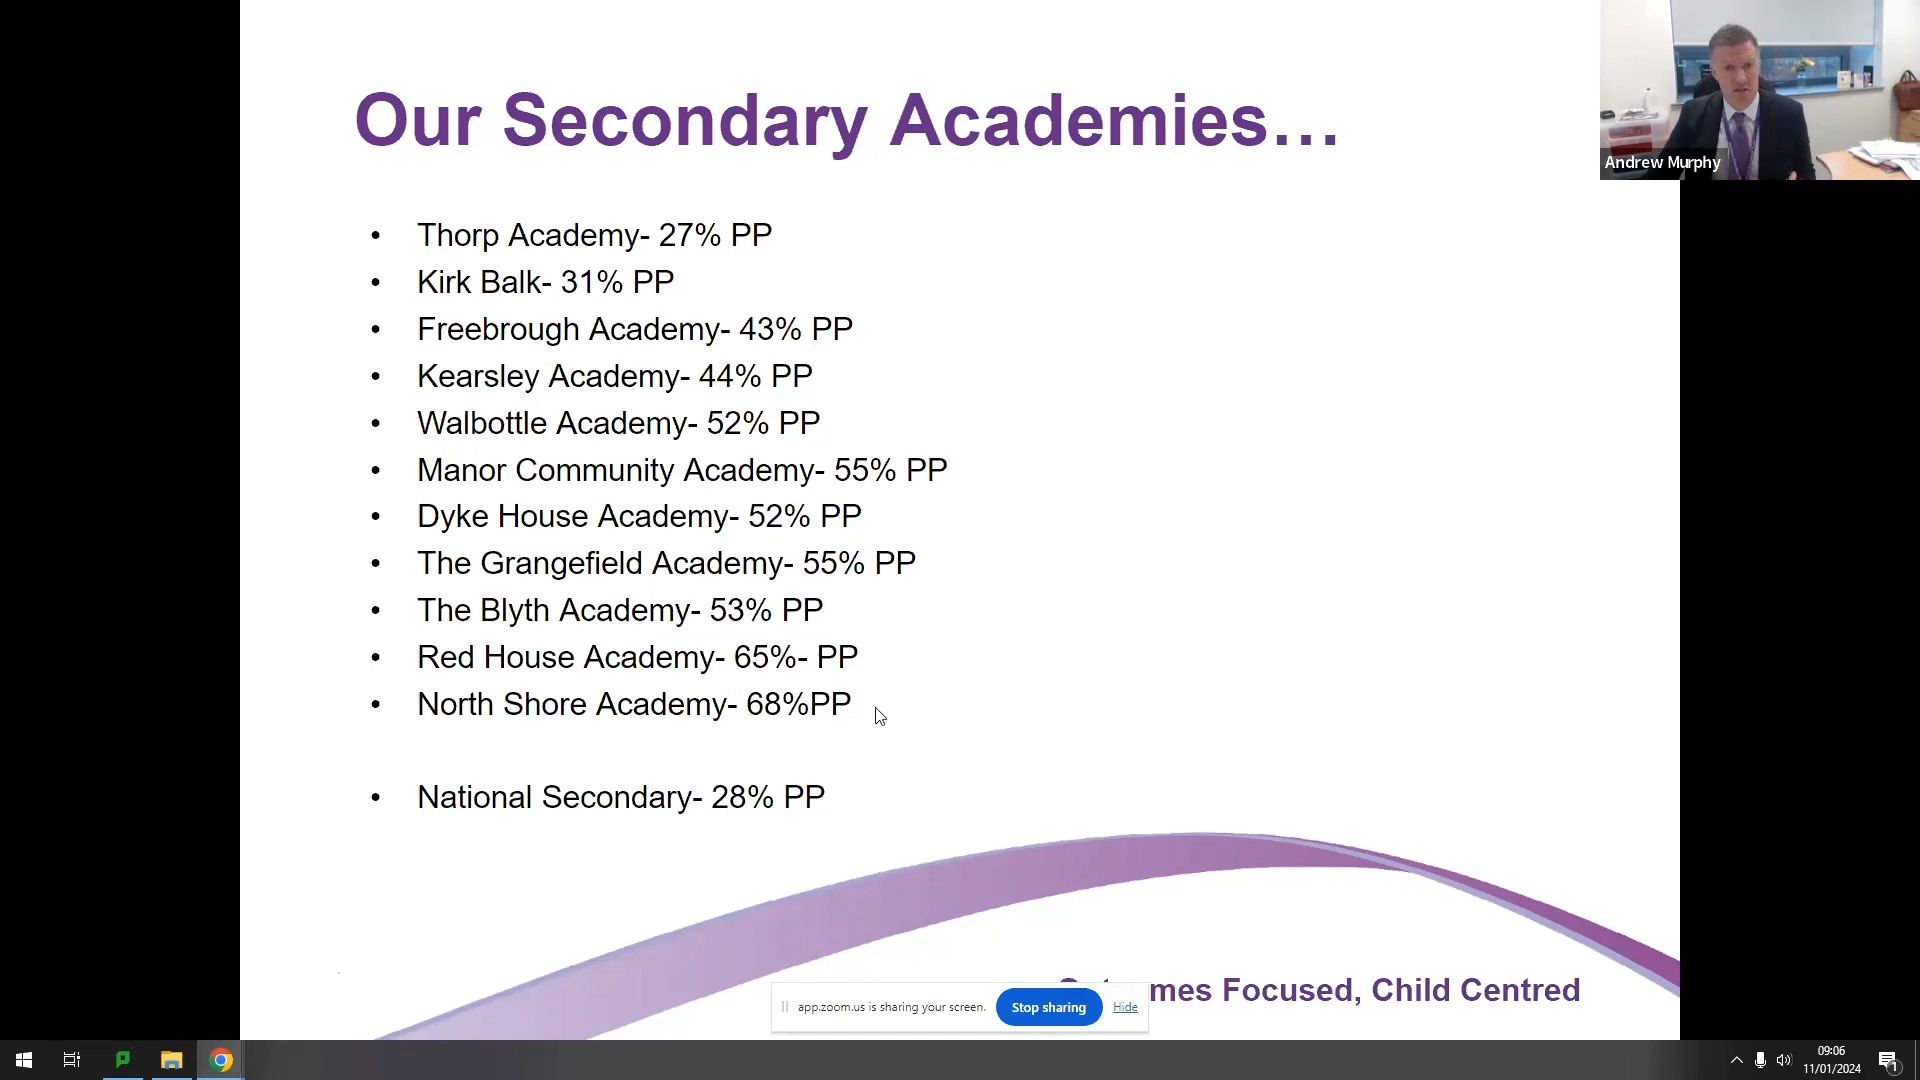 Our Secondary Academies…
Andrew Murphy
• Thorp Academy- 27% PP
• Kirk Balk- 31% PP
• Freebrough Academy- 43% PP
• Kearsley Academy- 44% PP
• Walbottle Academy- 52% PP
• Manor Community Academy- 55% PP
• Dyke House Academy- 52% PP
• The Grangefield Academy- 55% PP
• The Blyth Academy- 53% PP
• Red House Academy- 65%- PP
• North Shore Academy- 68%PP
• National Secondary- 28% PP
Focused, Child Centred
app.zoom.us is sharing your screen. Stop sharing Hide
09:06
11/01/2024
1